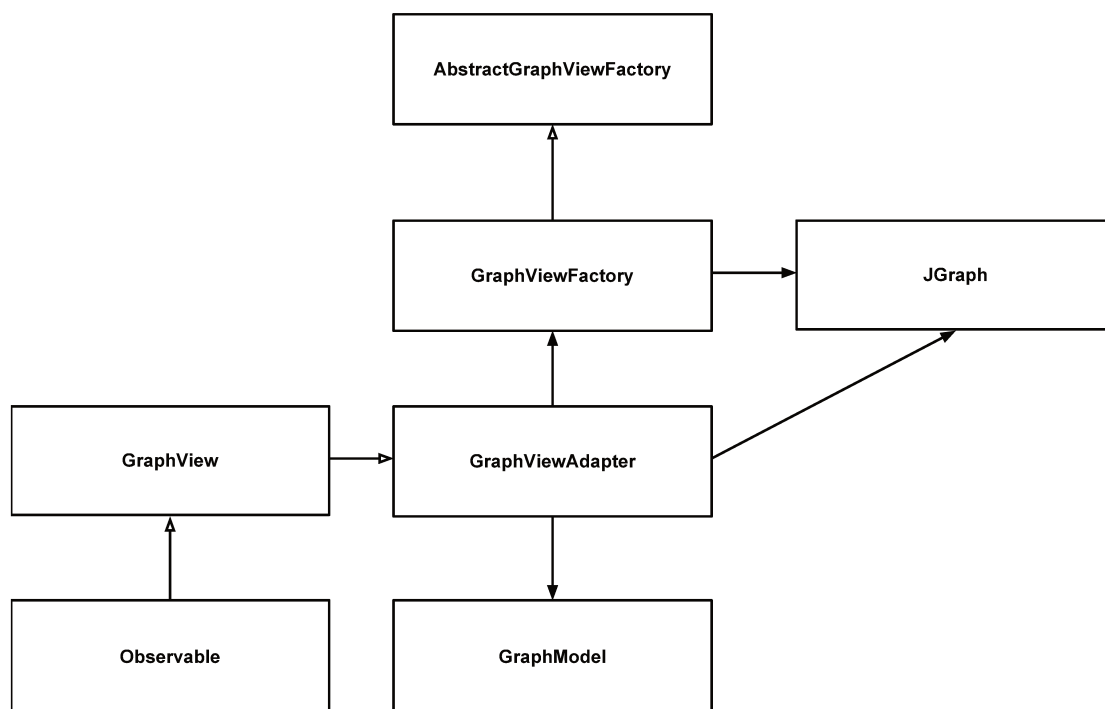 AbstractGraphViewFactory
GraphViewFactory
JGraph
GraphView
GraphViewAdapter
Observable
GraphModel